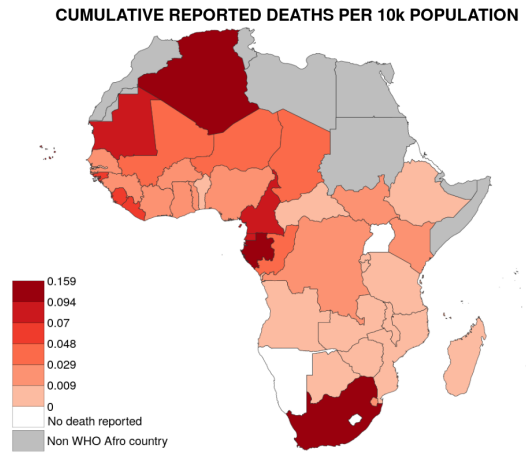 CUMULATIVE REPORTED DEATHS PER 10k POPULATION
0.159
0.094
0.07
0.048
0.029
0.009
0
No death reported
Non WHO Afro country